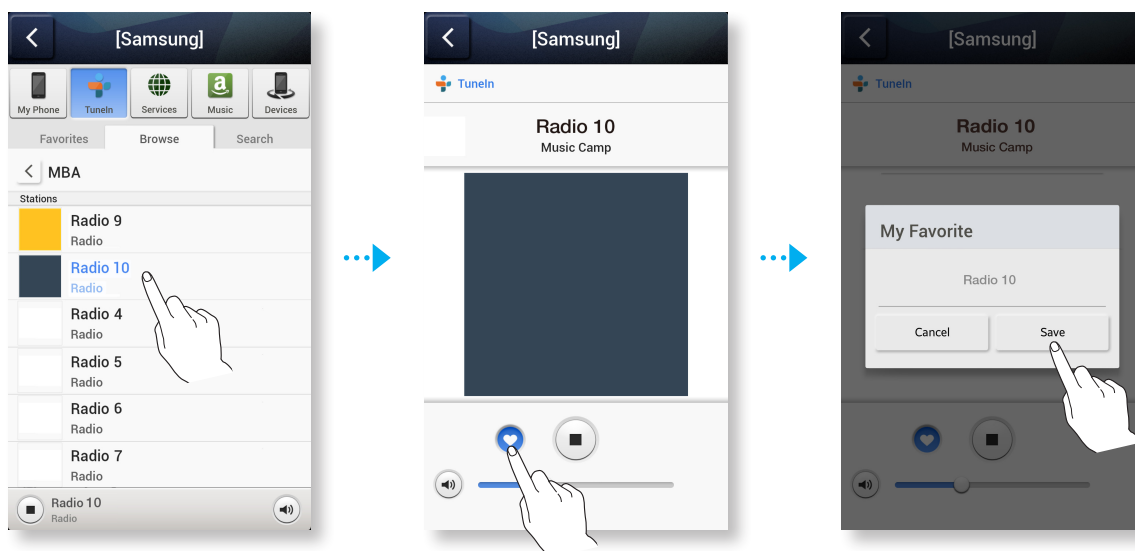 [Samsung]
My Phone TuneIn Services Music Devices
Favorites Browse Search
MBA
Stations
Radio 9
Radio
Radio 10
Radio
Radio 4
Radio
Radio 5
Radio
Radio 6
Radio
Radio 7
Radio
Radio 10
Radio
[Samsung]
TuneIn
Radio 10
Music Camp
[Samsung]
TuneIn
Radio 10
Music Camp
My Favorite
Radio 10
Cancel Save